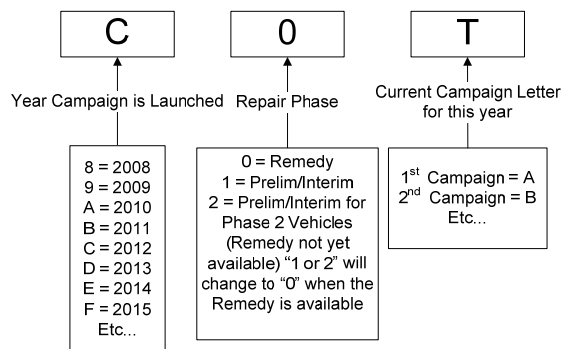 C
0
T
Year Campaign is Launched
Repair Phase
Current Campaign Letter
for this year
8 = 2008
9 = 2009
A = 2010
B = 2011
C = 2012
D = 2013
E = 2014
F = 2015
Etc...
0 = Remedy
1 = Prelim/Interim
2 = Prelim/Interim for
Phase 2 Vehicles
(Remedy not yet
available) “1 or 2” will
change to “0” when the
Remedy is available
1st Campaign = A
2nd Campaign = B
Etc...